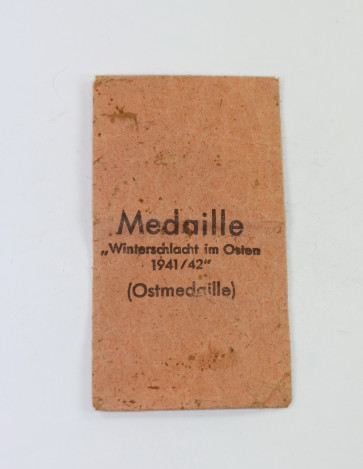 Medaille
„Winterschlacht im Osten
1941/42"
(Ostmedaille)